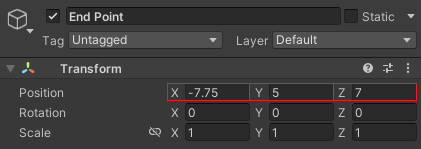 End Point Static
Tag Untagged Layer Default
Transform
Position X -7.75 Y 5 Z 7
Rotation X 0 Y 0 Z 0
Scale X 1 Y 1 Z 1